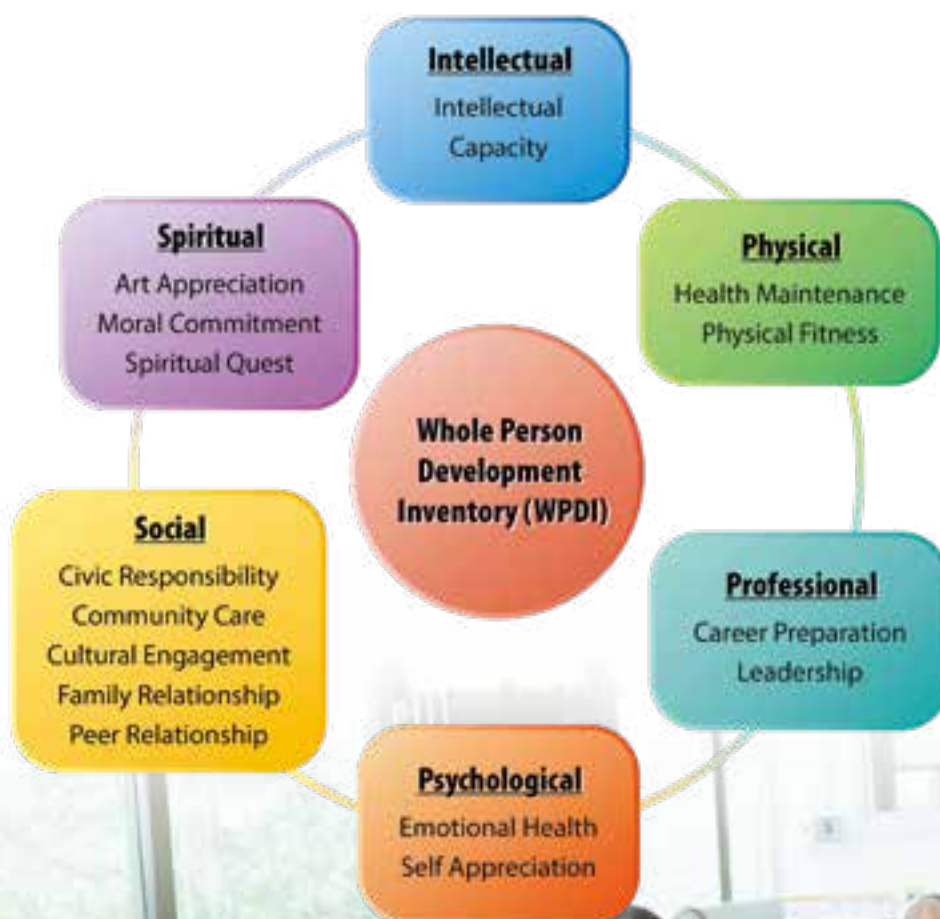 Intellectual
Intellectual
Capacity
Physical
Health Maintenance
Physical Fitness
Professional
Career Preparation
Leadership
Psychological
Emotional Health
Self Appreciation
Social
Civic Responsibility
Community Care
Cultural Engagement
Family Relationship
Peer Relationship
Spiritual
Art Appreciation
Moral Commitment
Spiritual Quest
Whole Person
Development
Inventory (WPDI)